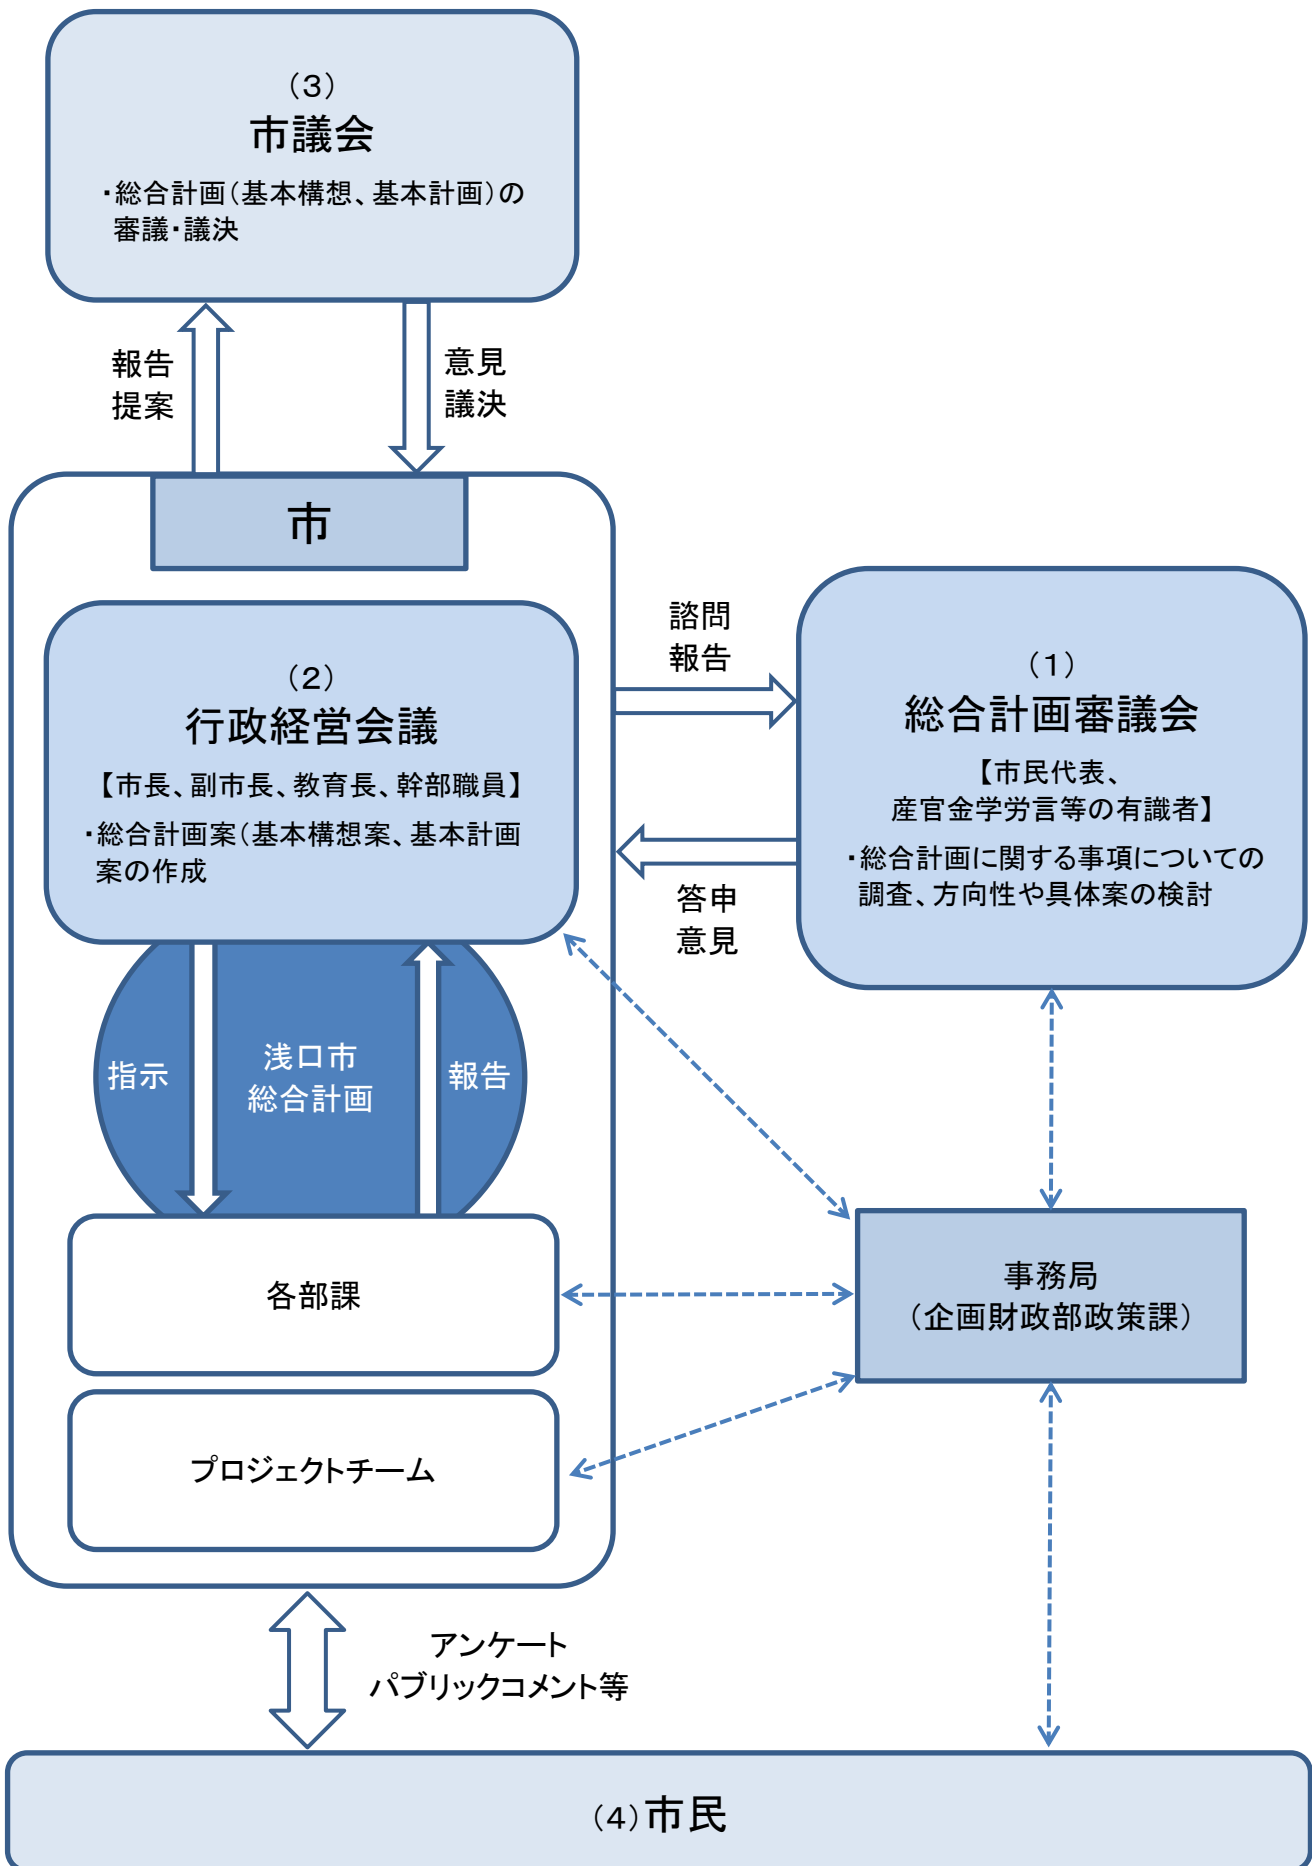 （3）
市議会
・総合計画（基本構想、基本計画）の
審議・議決
報告
提案
意見
議決
市
（2）
行政経営会議
【市長、副市長、教育長、幹部職員】
・総合計画案（基本構想案、基本計画
案の作成
諮問
報告
（1）
総合計画審議会
【市民代表、
産官金学労言等の有識者】
・総合計画に関する事項についての
調査、方向性や具体案の検討
答申
意見
指示
浅口市
総合計画
報告
各部課
事務局
（企画財政部政策課）
プロジェクトチーム
アンケート
パブリックコメント等
（4）市民